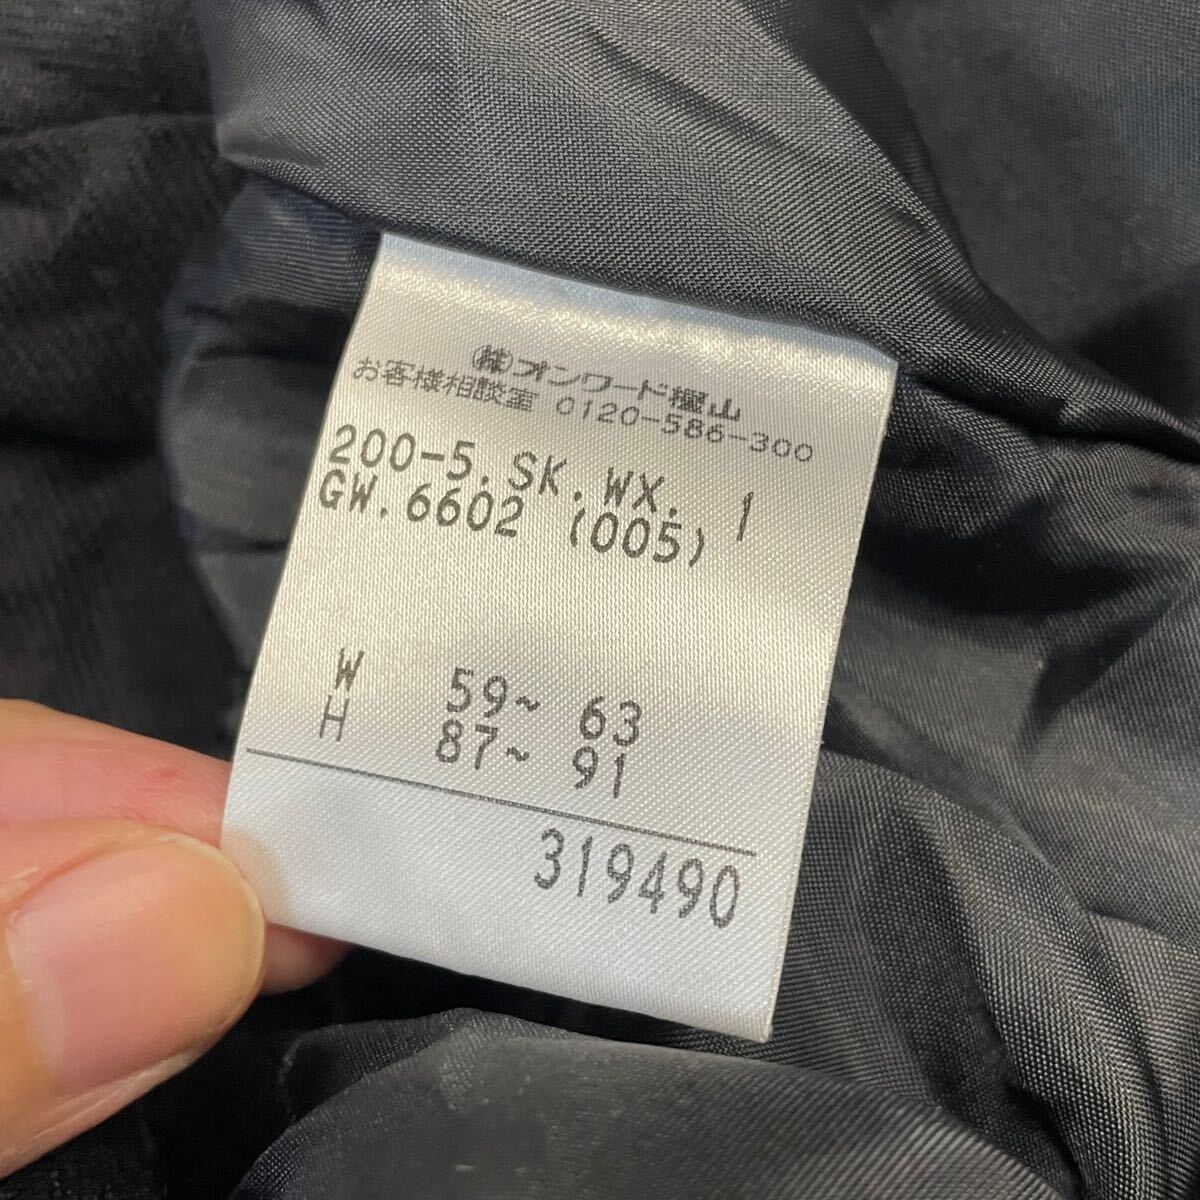 ㈱オンワード樫山
お客様相談室 0120-586-300
200-5.SK.WX. 1
GW.6602 (005)
W 59~ 63
H 87~ 91
319490